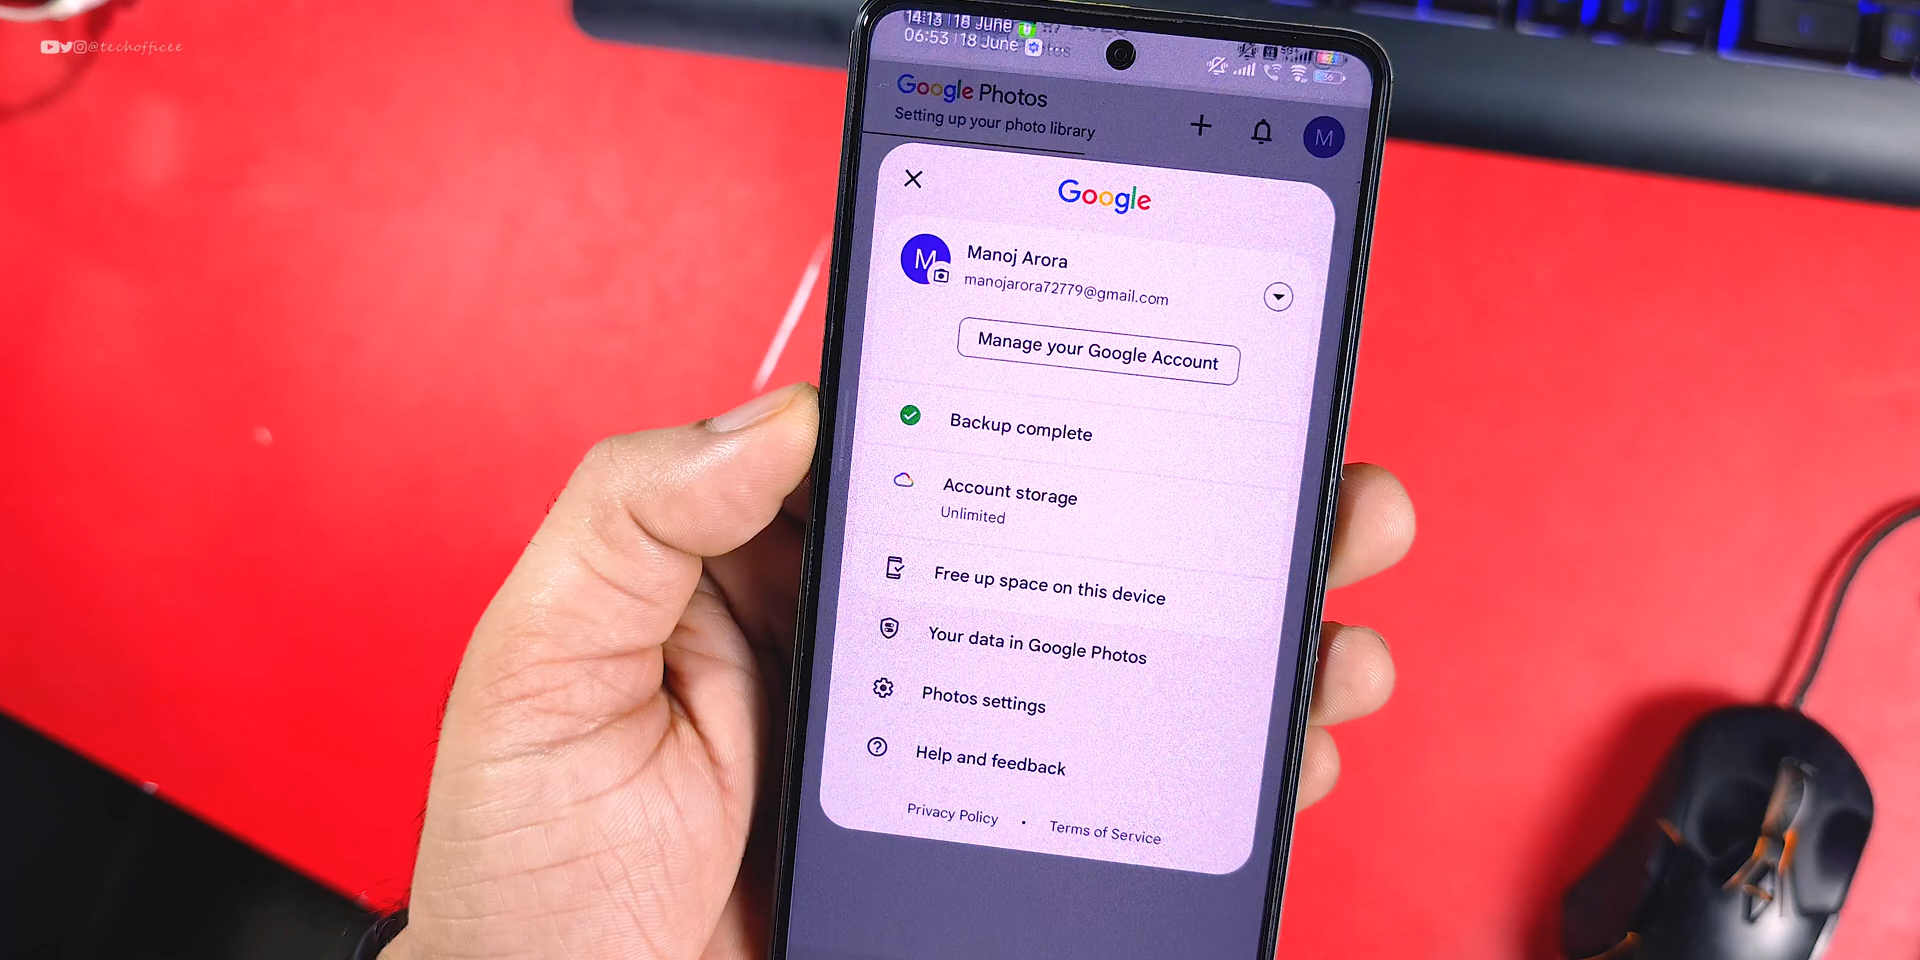 @techofficee
14:13 | 18 June
06:53 | 18 June
Google Photos
Setting up your photo library
M
Google
M
Manoj Arora
manojarora72779@gmail.com
Manage your Google Account
Backup complete
Account storage
Unlimited
Free up space on this device
Your data in Google Photos
Photos settings
Help and feedback
Privacy Policy • Terms of Service